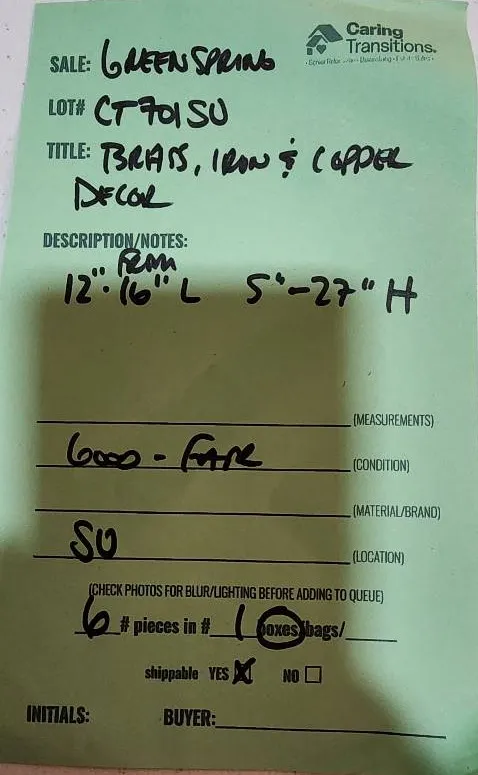 Caring
Transitions.
SALE: GREENSPRING
LOT# CT701SU
TITLE: BRASS, IRON & COPPER
DECOR
DESCRIPTION/NOTES:
FROM
12"-16" L 5"-27" H
(MEASUREMENTS)
GOOD - FAIR (CONDITION)
(MATERIAL/BRAND)
SU (LOCATION)
(CHECK PHOTOS FOR BLUR/LIGHTING BEFORE ADDING TO QUEUE)
6 # pieces in # 1 boxes/bags/
shippable YES X NO
INITIALS: BUYER: